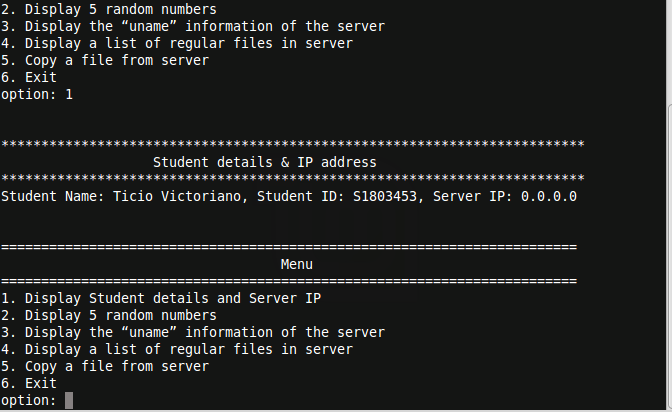 2. Display 5 random numbers
3. Display the “uname” information of the server
4. Display a list of regular files in server
5. Copy a file from server
6. Exit
option: 1
*************************************************************************
Student details & IP address
*************************************************************************
Student Name: Ticio Victoriano, Student ID: S1803453, Server IP: 0.0.0.0
========================================================================
Menu
========================================================================
1. Display Student details and Server IP
2. Display 5 random numbers
3. Display the “uname” information of the server
4. Display a list of regular files in server
5. Copy a file from server
6. Exit
option: